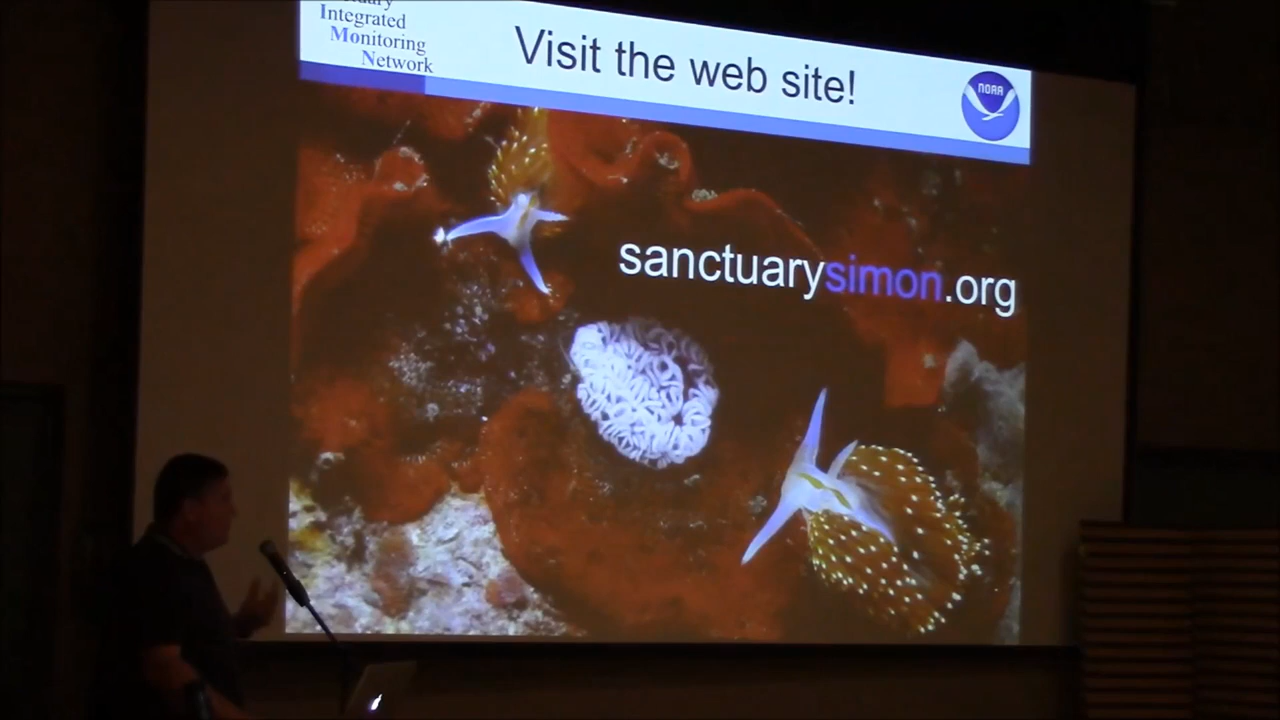 Integrated
Monitoring
Network
Visit the web site!
NOAA
sanctuarysimon.org